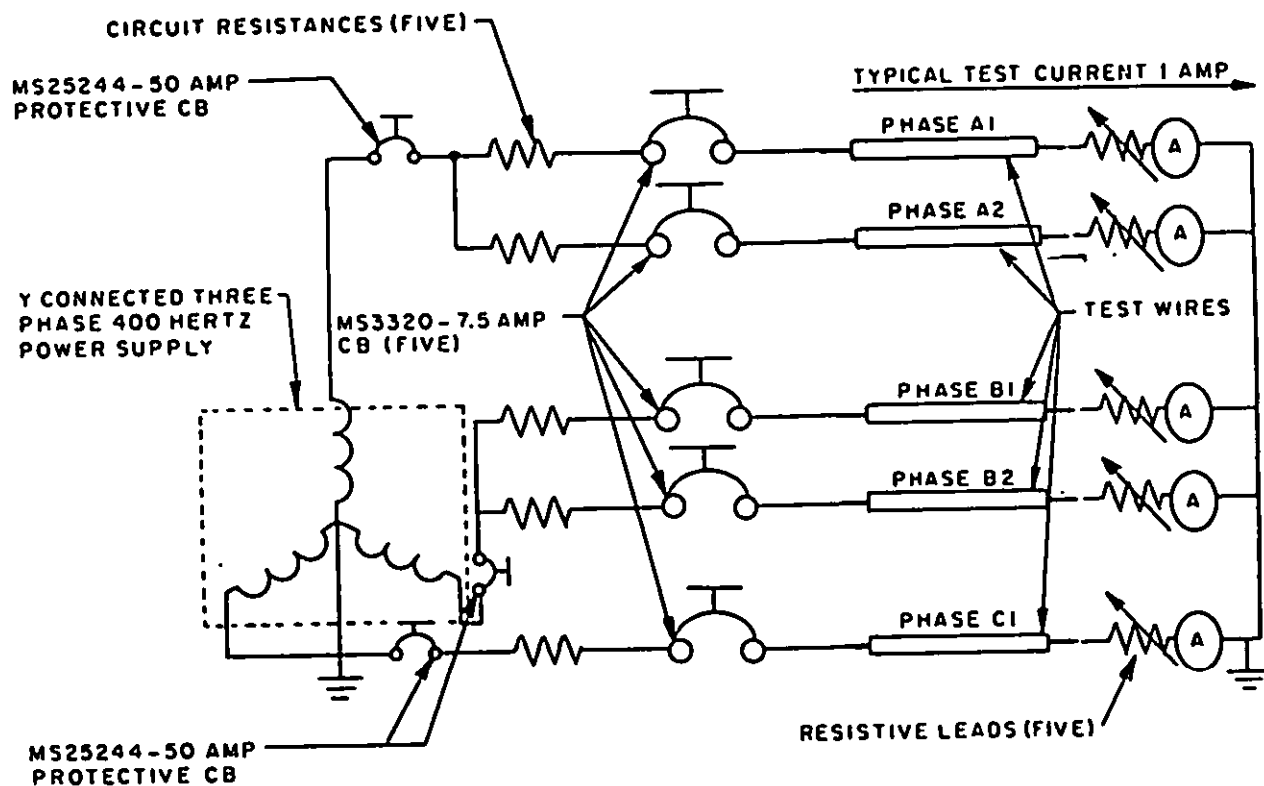 CIRCUIT RESISTANCES (FIVE)
MS25244-50 AMP
PROTECTIVE CB
TYPICAL TEST CURRENT 1 AMP
PHASE A1
A
PHASE A2
A
Y CONNECTED THREE
PHASE 400 HERTZ
POWER SUPPLY
MS3320-7.5 AMP
CB (FIVE)
TEST WIRES
PHASE B1
A
PHASE B2
A
PHASE C1
A
RESISTIVE LEADS (FIVE)
MS25244-50 AMP
PROTECTIVE CB